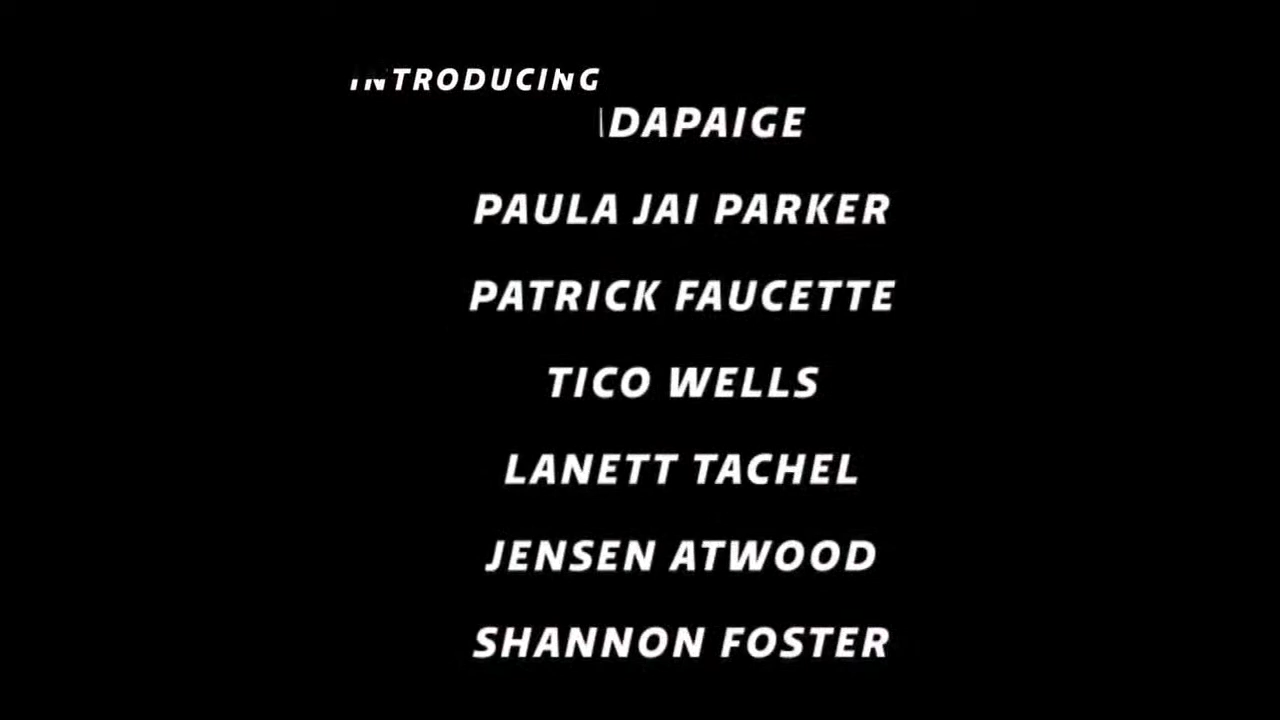 INTRODUCING
DAPAIGE
PAULA JAI PARKER
PATRICK FAUCETTE
TICO WELLS
LANETT TACHEL
JENSEN ATWOOD
SHANNON FOSTER